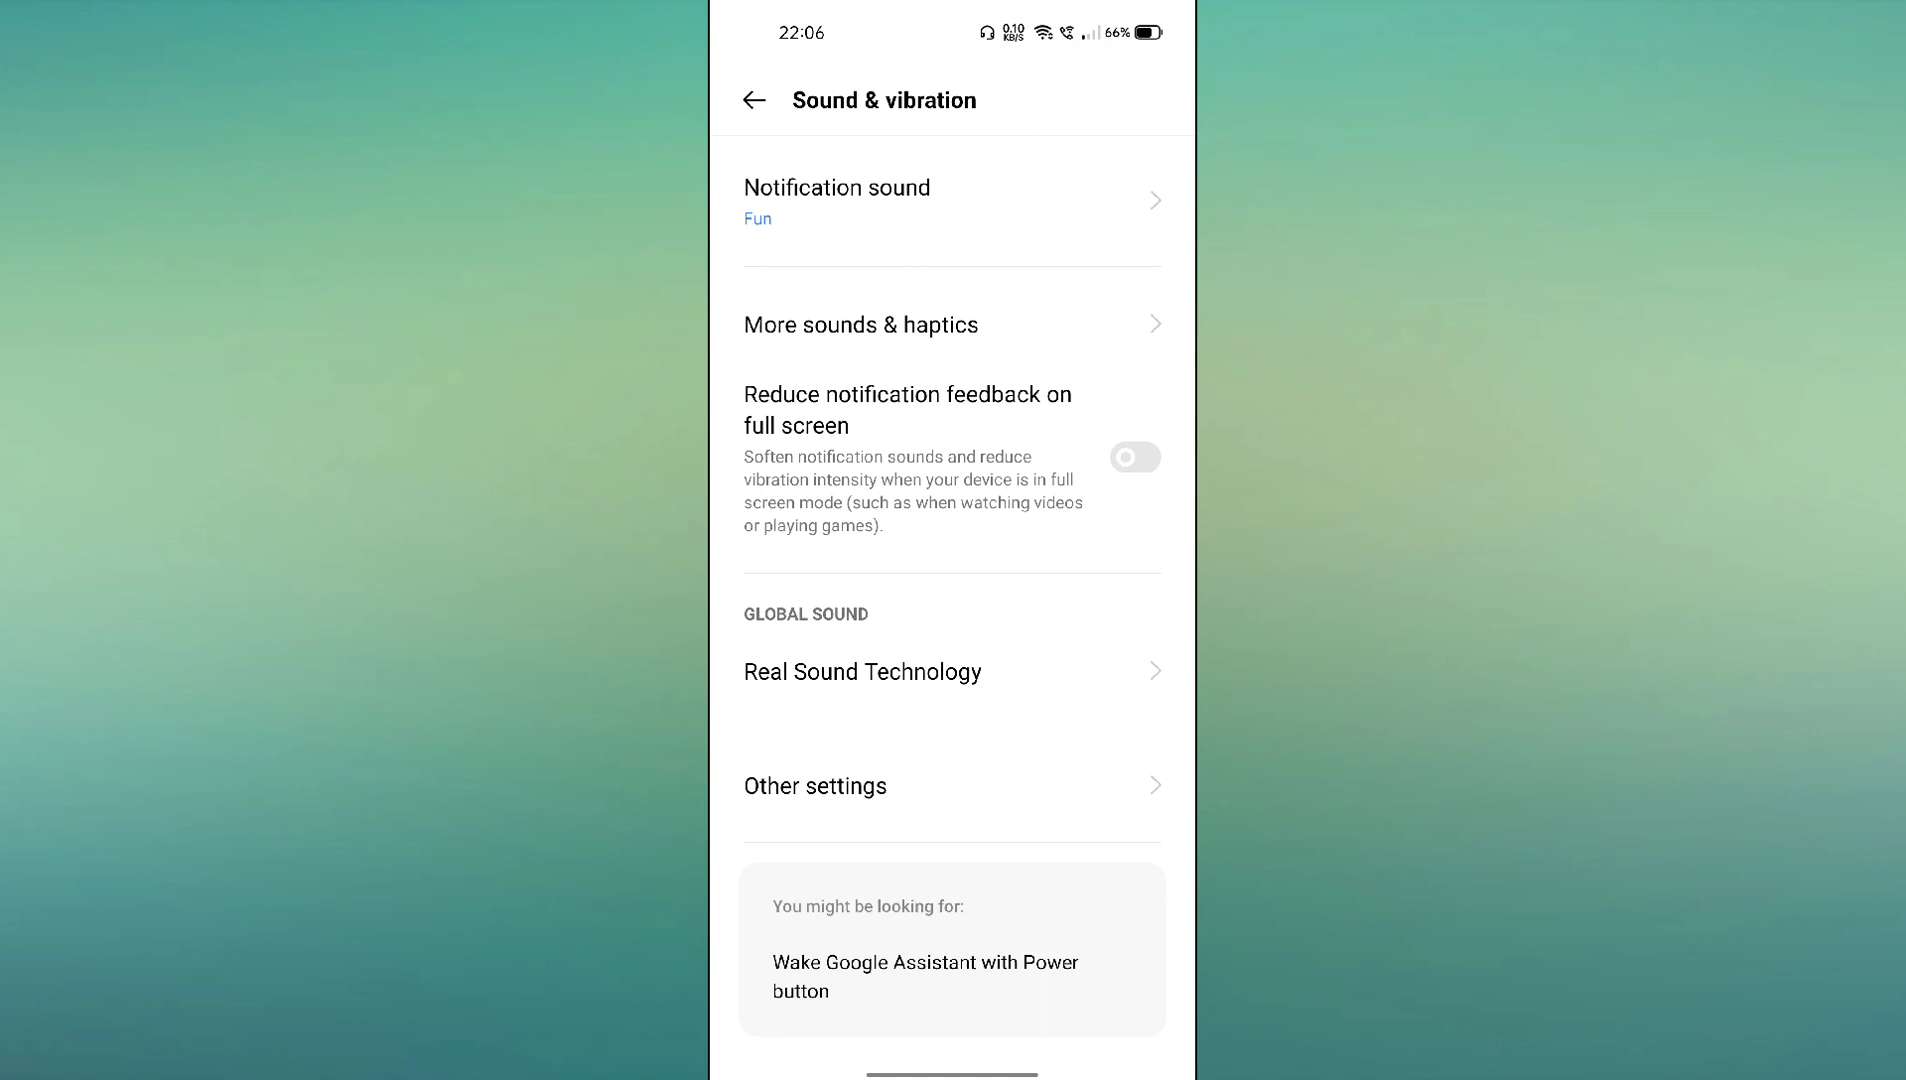 22:06
0.10
KB/S
66%
Sound & vibration
Notification sound
Fun
More sounds & haptics
Reduce notification feedback on
full screen
Soften notification sounds and reduce
vibration intensity when your device is in full
screen mode (such as when watching videos
or playing games).
GLOBAL SOUND
Real Sound Technology
Other settings
You might be looking for:
Wake Google Assistant with Power
button